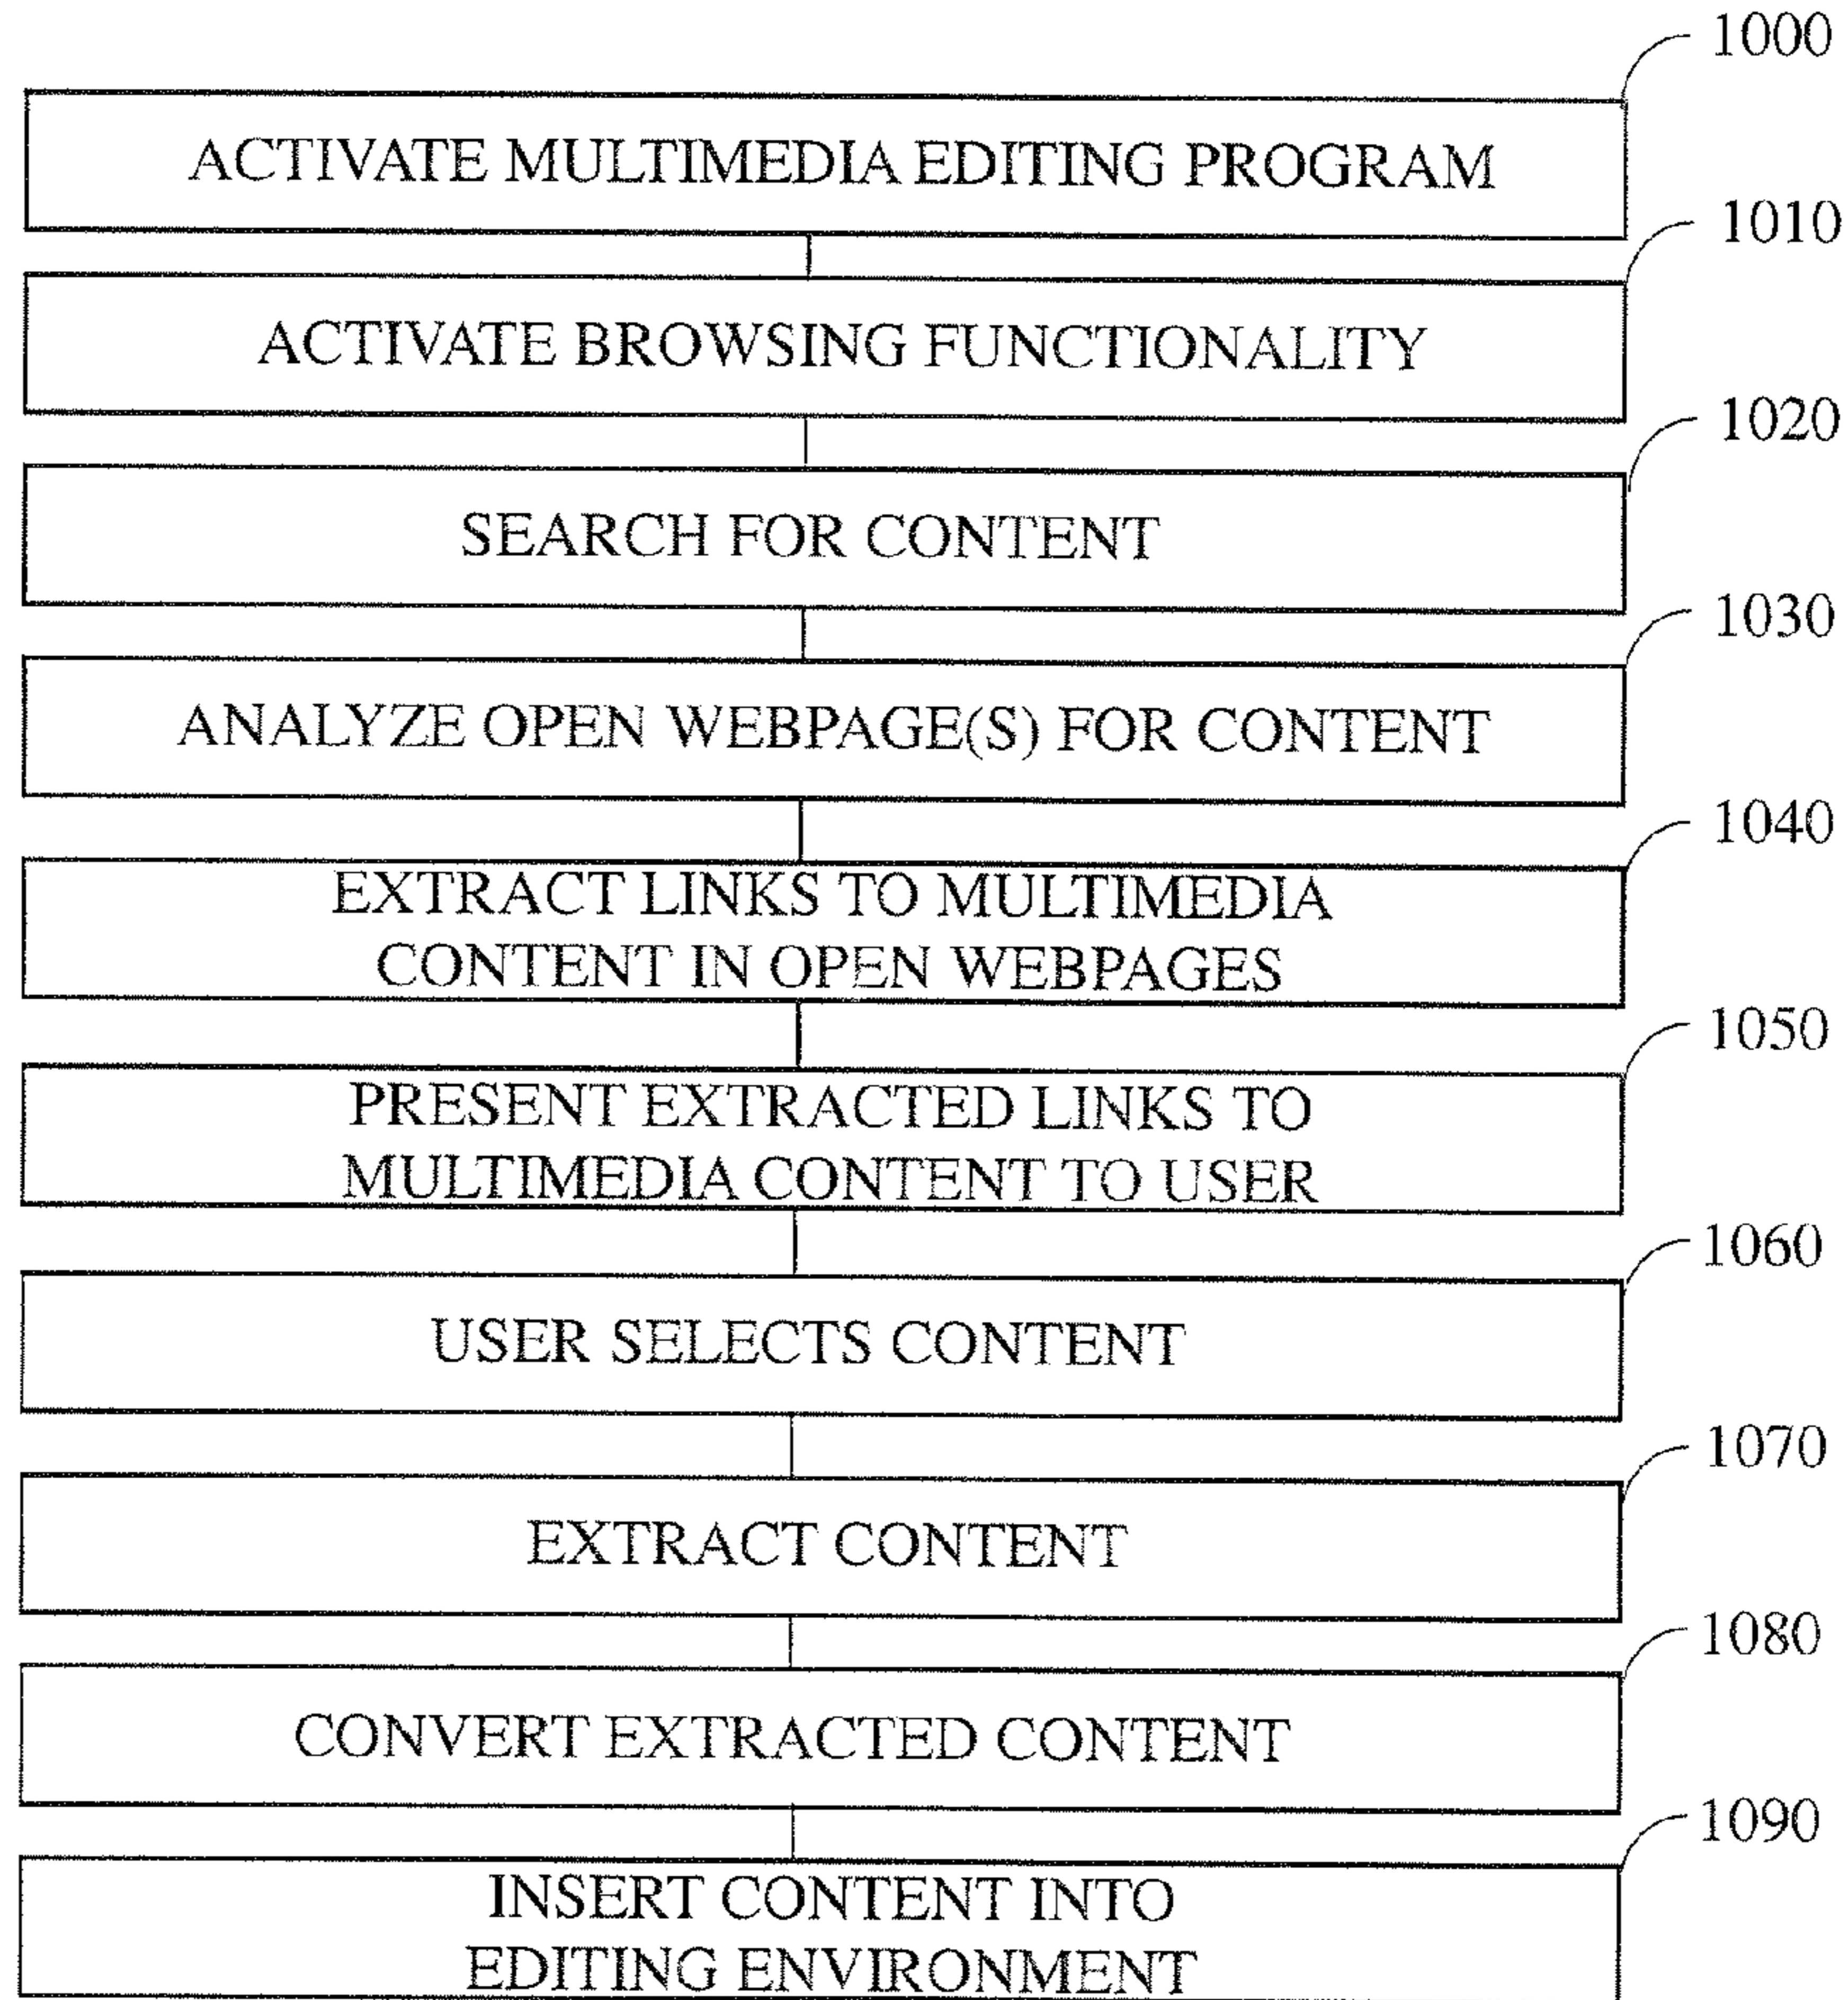 1000
ACTIVATE MULTIMEDIA EDITING PROGRAM
1010
ACTIVATE BROWSING FUNCTIONALITY
1020
SEARCH FOR CONTENT
1030
ANALYZE OPEN WEBPAGE(S) FOR CONTENT
1040
EXTRACT LINKS TO MULTIMEDIA
CONTENT IN OPEN WEBPAGES
1050
PRESENT EXTRACTED LINKS TO
MULTIMEDIA CONTENT TO USER
1060
USER SELECTS CONTENT
1070
EXTRACT CONTENT
1080
CONVERT EXTRACTED CONTENT
1090
INSERT CONTENT INTO
EDITING ENVIRONMENT